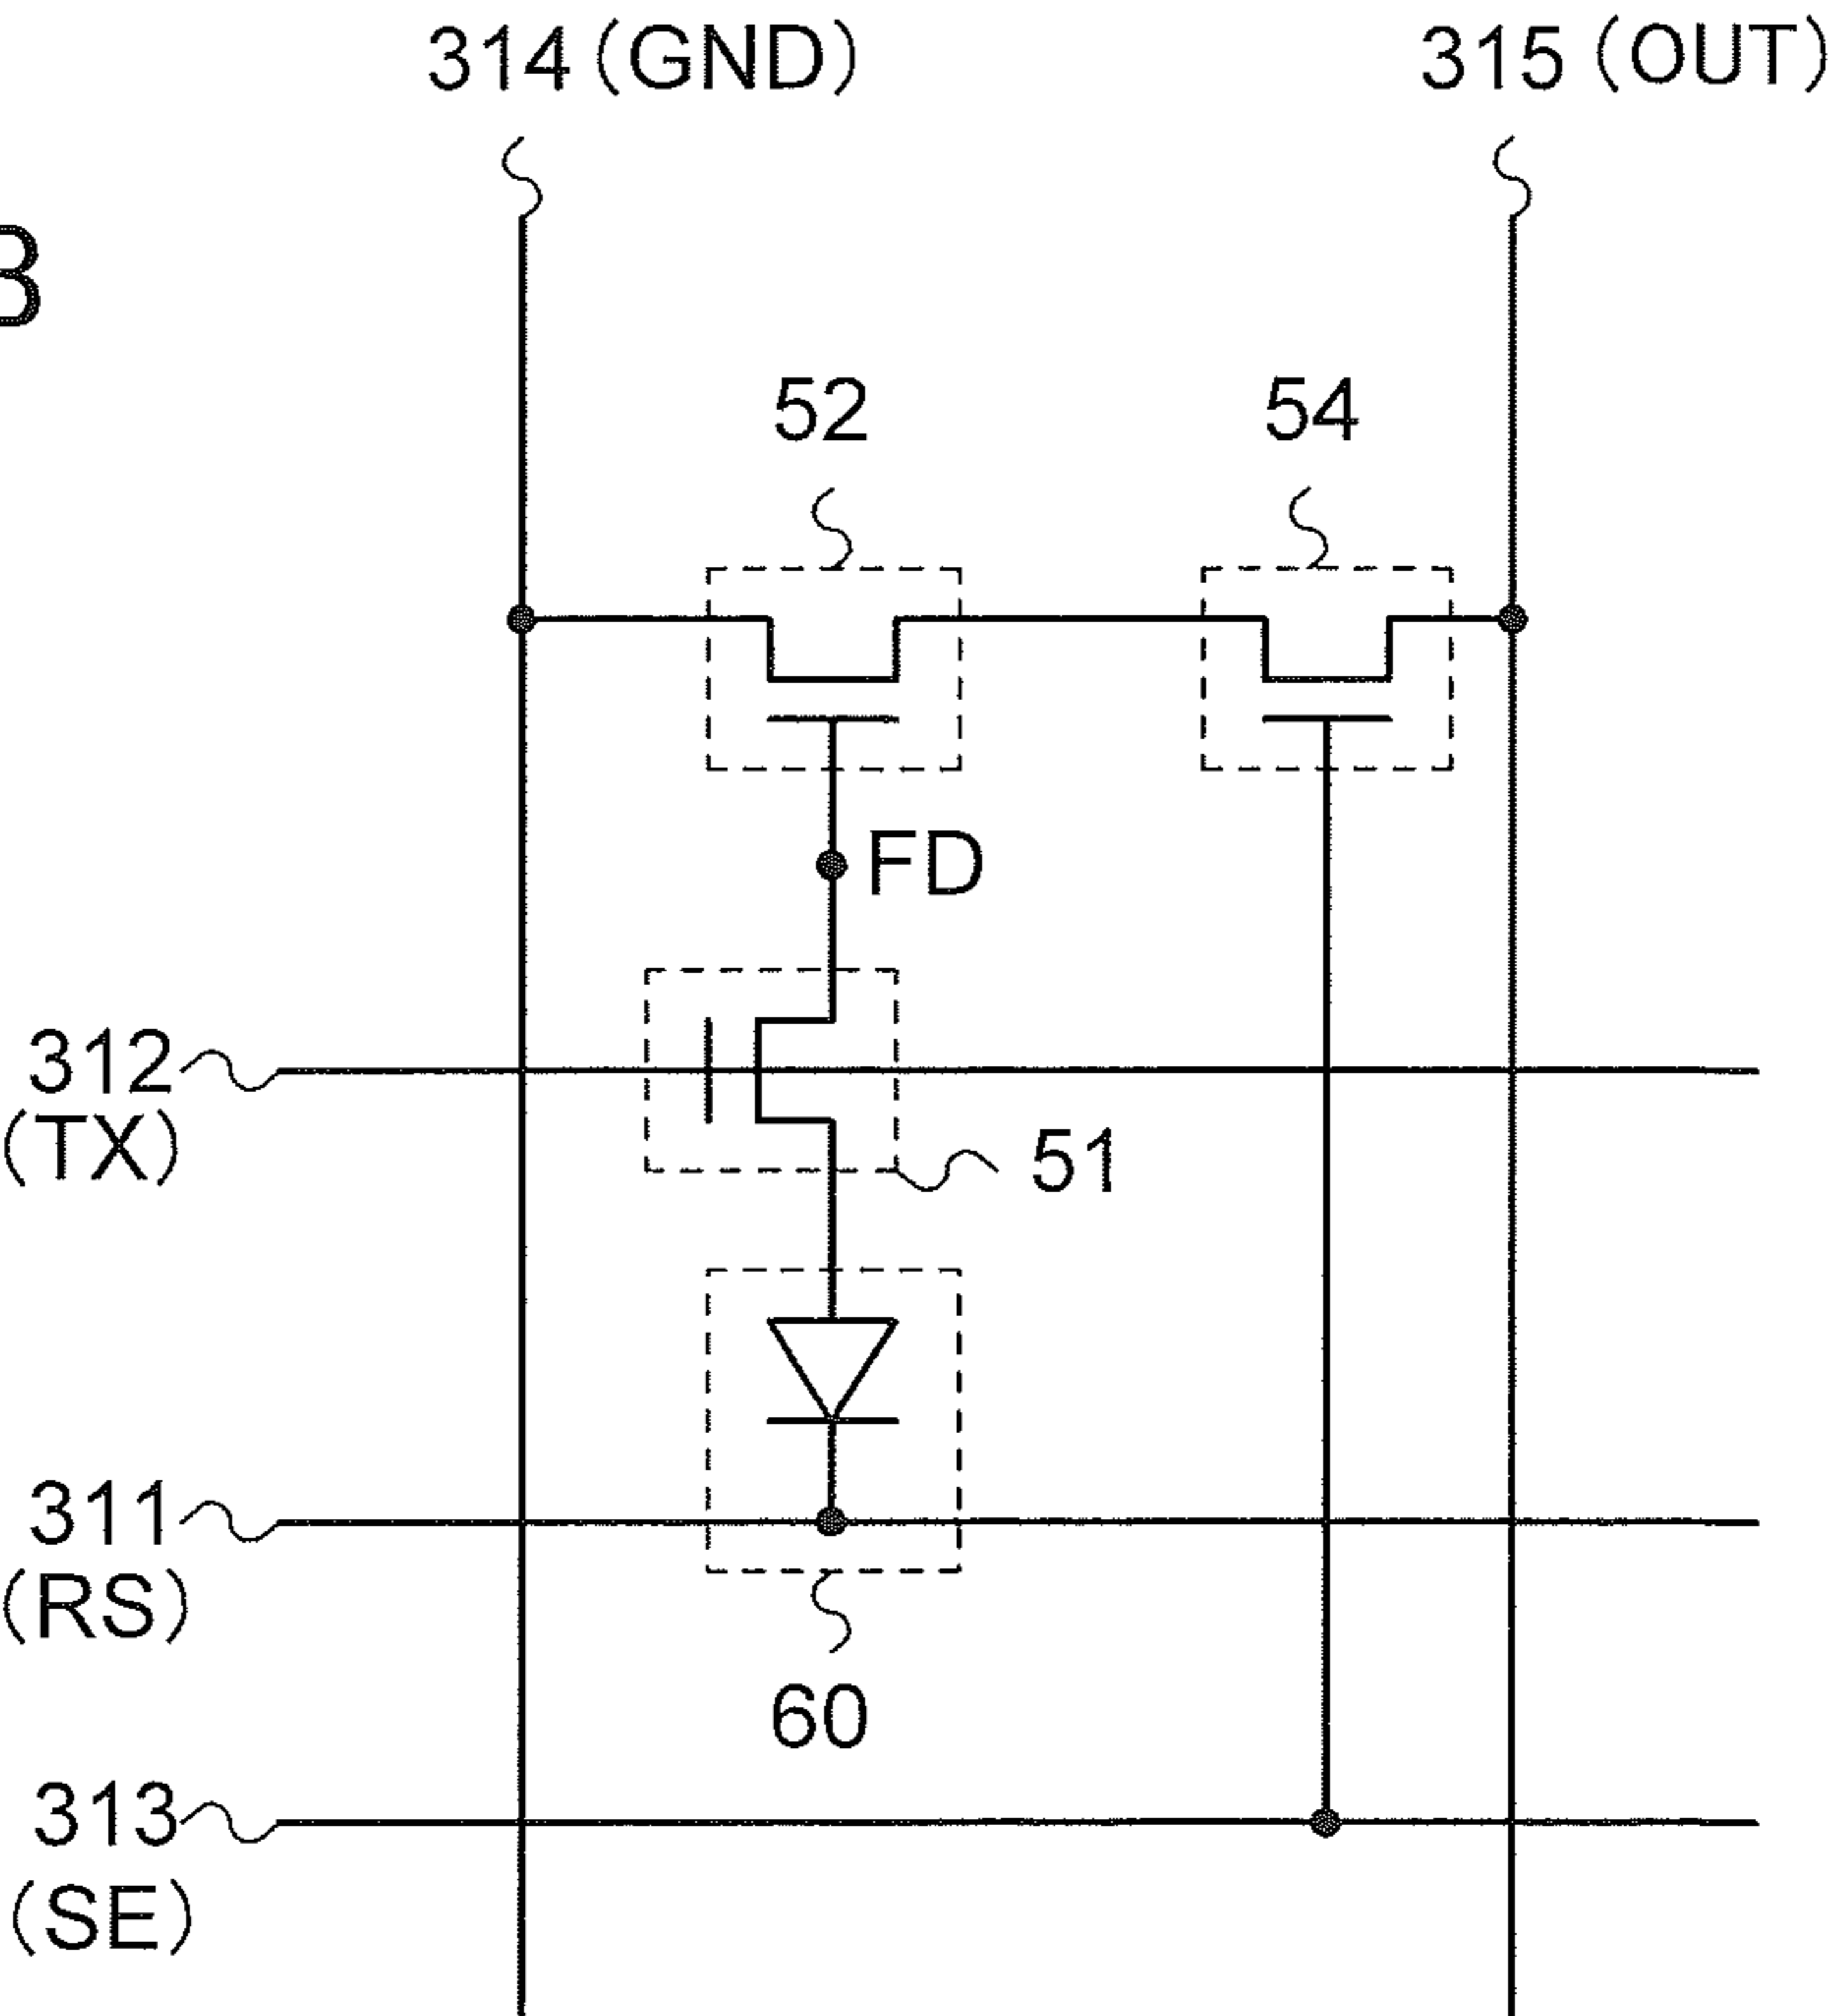 314 (GND) 315 (OUT)
B
52 54
FD
312
(TX)
51
311
(RS)
60
313
(SE)